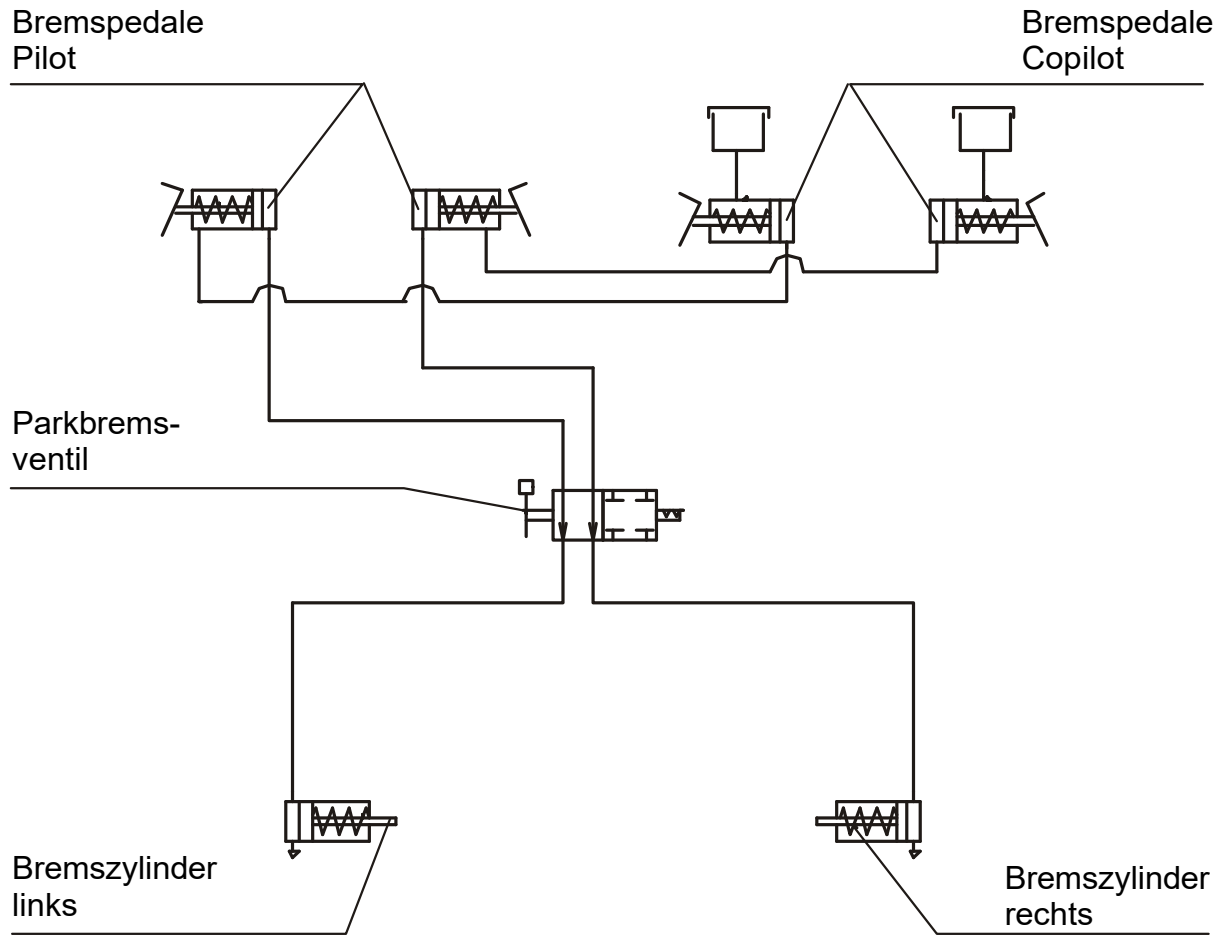 Bremspedale
Pilot
Bremspedale
Copilot
Parkbrems-
ventil
Bremszylinder
links
Bremszylinder
rechts